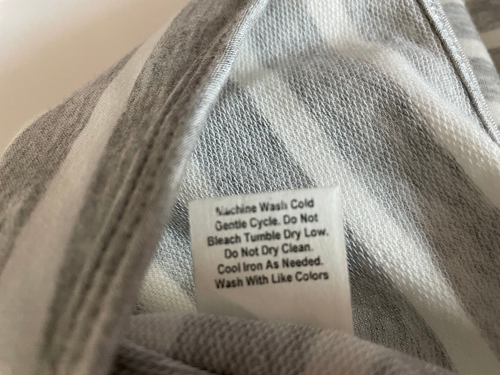 Machine Wash Cold
Gentle Cycle. Do Not
Bleach Tumble Dry Low.
Do Not Dry Clean.
Cool Iron As Needed.
Wash With Like Colors